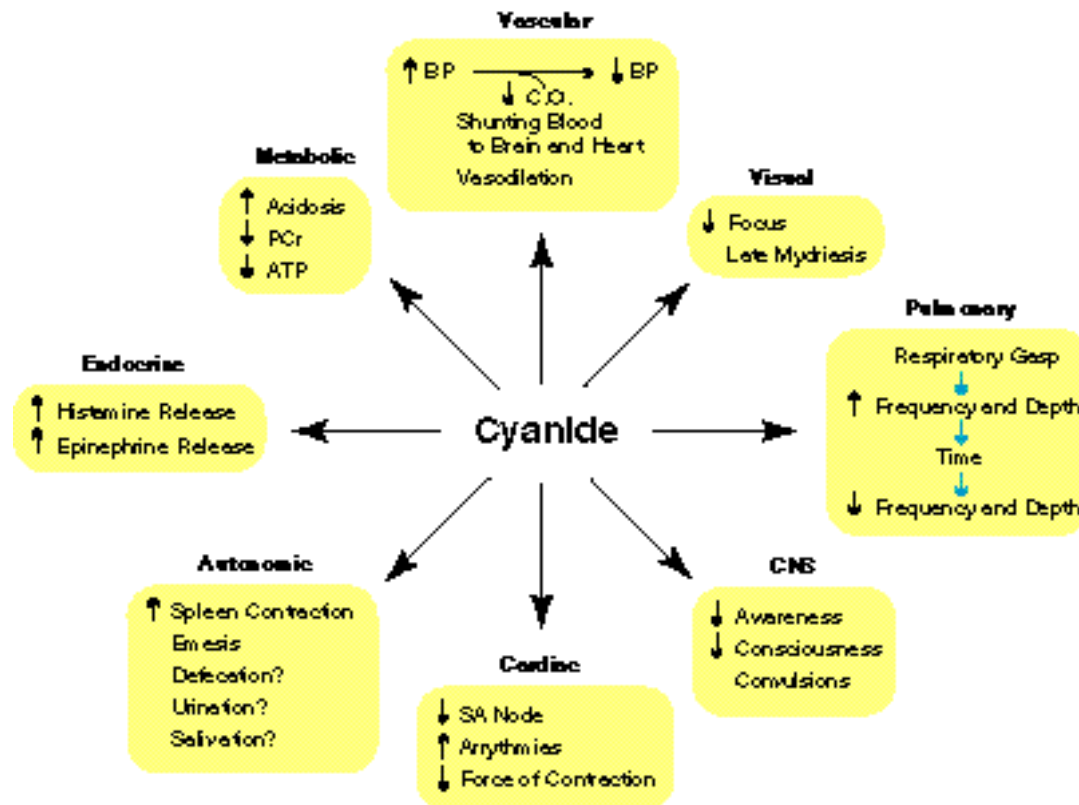 Vascular
↑ BP → ↓ BP
↓ C.O.
Shunting Blood
to Brain and Heart
Vasodilation
Metabolic
↑ Acidosis
↓ PCr
↓ ATP
Visual
↓ Focus
Late Mydriasis
Pulmonary
Respiratory Gasp
↓
↑ Frequency and Depth
↓
Time
↓
↓ Frequency and Depth
Endocrine
↑ Histamine Release
↑ Epinephrine Release
Cyanide
Autonomic
↑ Spleen Contraction
Emesis
Defecation?
Urination?
Salivation?
Cardiac
↓ SA Node
↑ Arrythmies
↓ Force of Contraction
CNS
↓ Awareness
↓ Consciousness
Convulsions